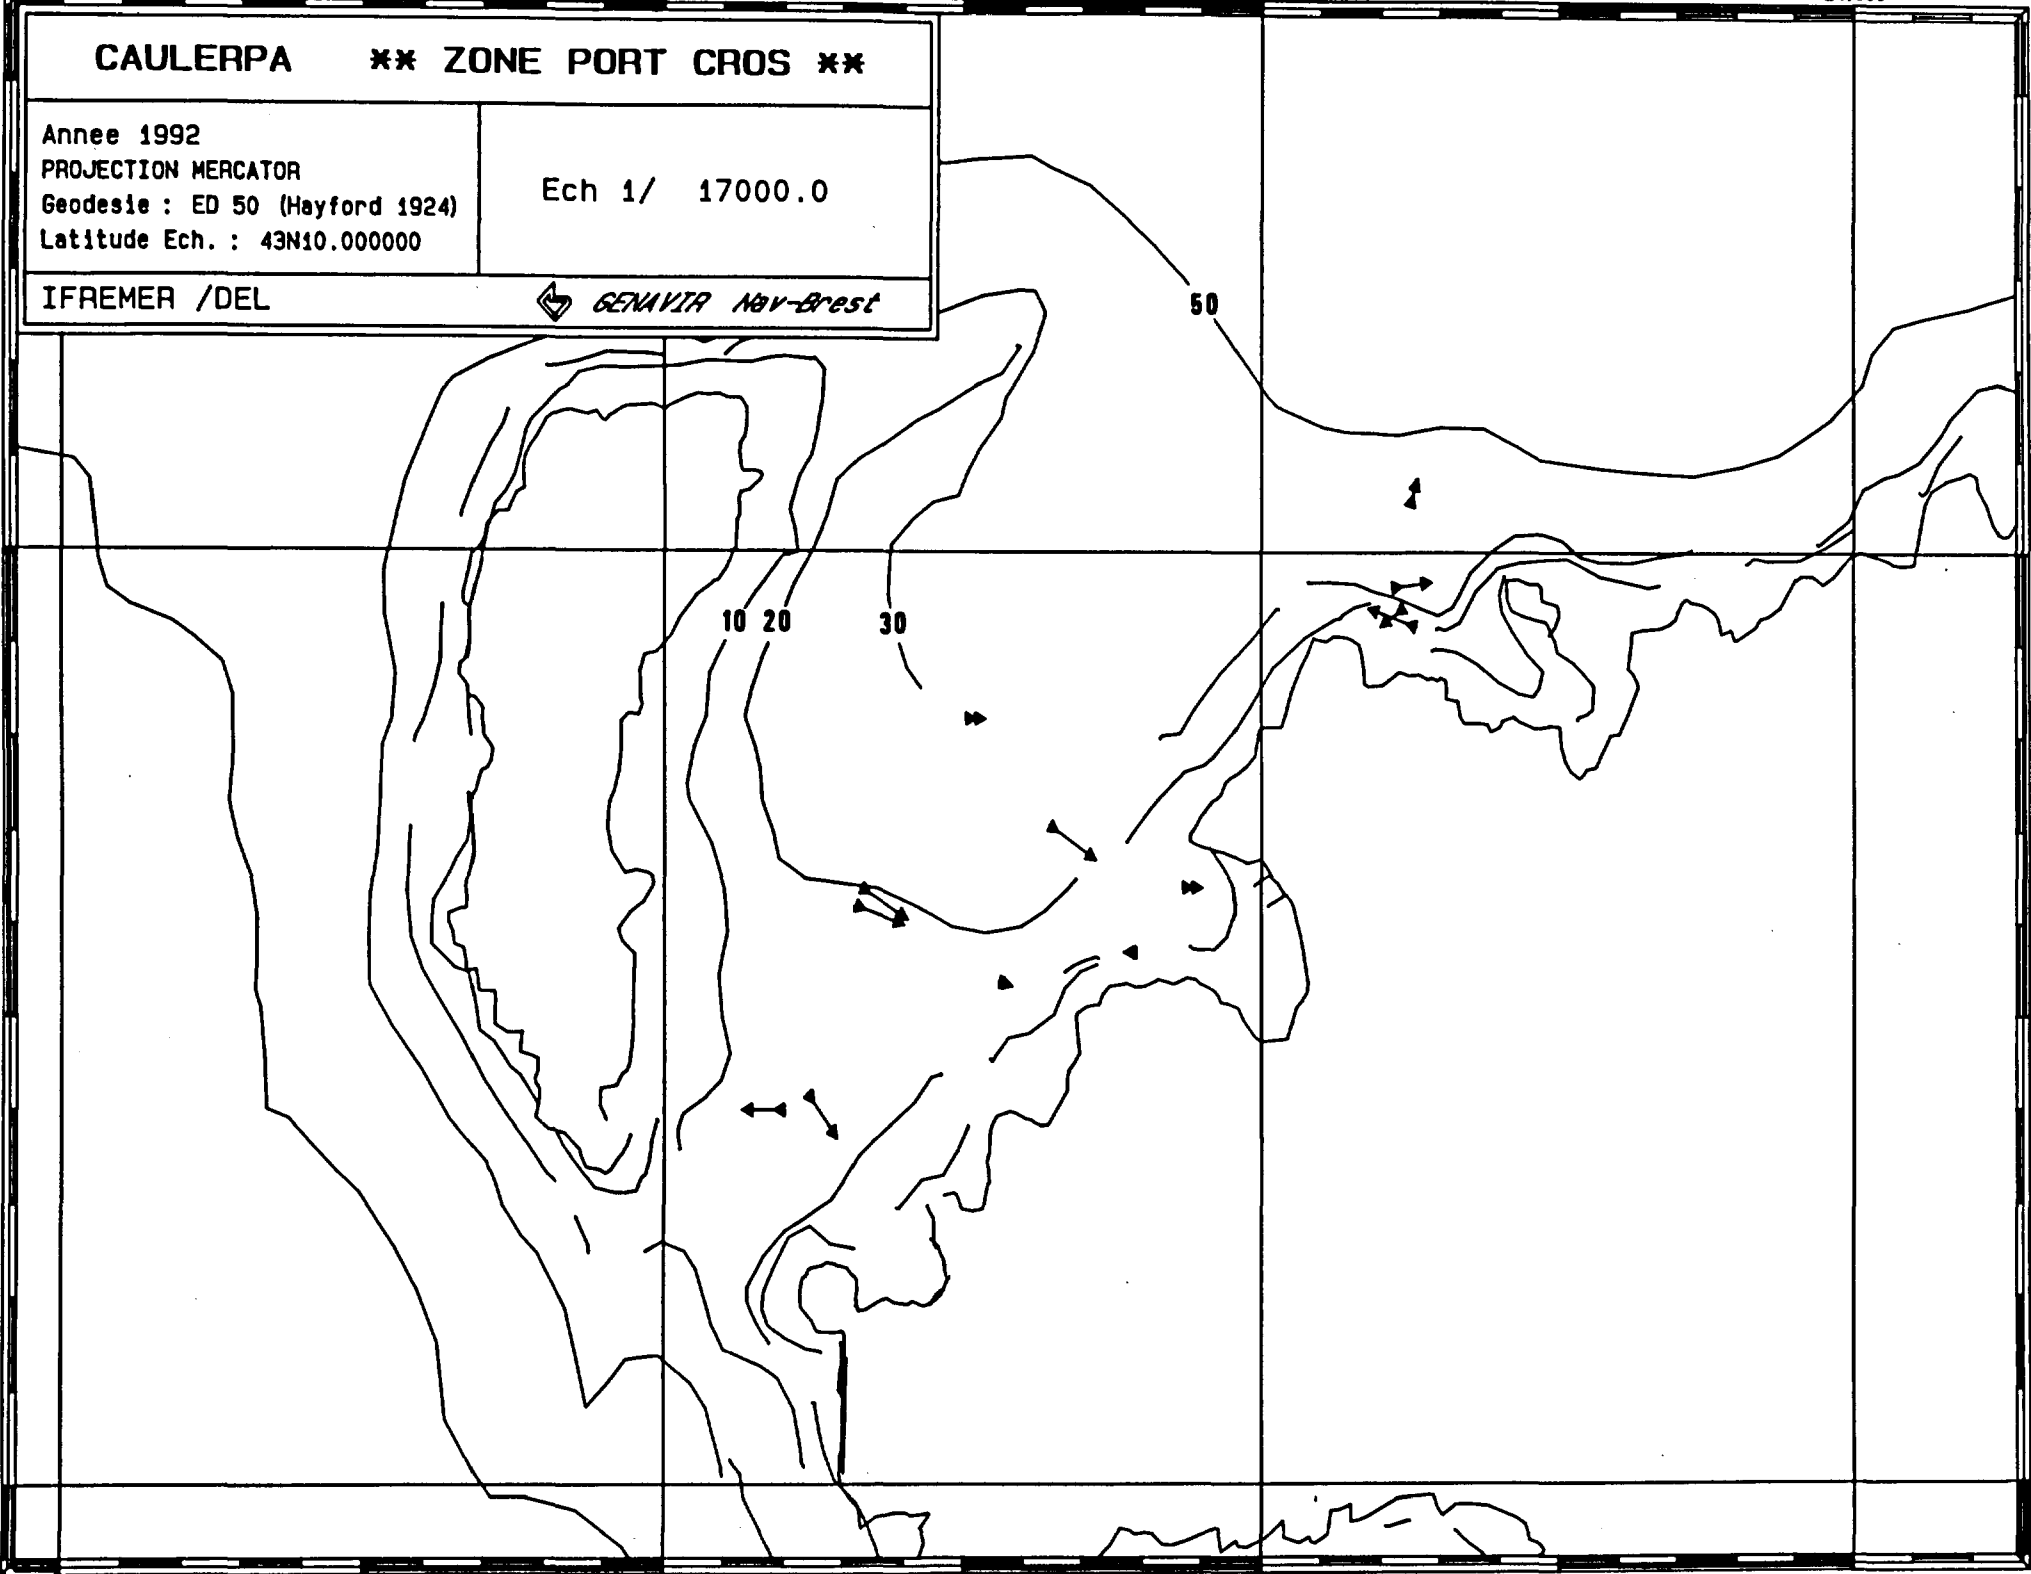 CAULERPA ** ZONE PORT CROS **
Annee 1992
PROJECTION MERCATOR
Geodesie : ED 50 (Hayford 1924)
Latitude Ech. : 43N10.000000
Ech 1/ 17000.0
IFREMER /DEL
GENAVIR Nav-Brest
50
10 20 30